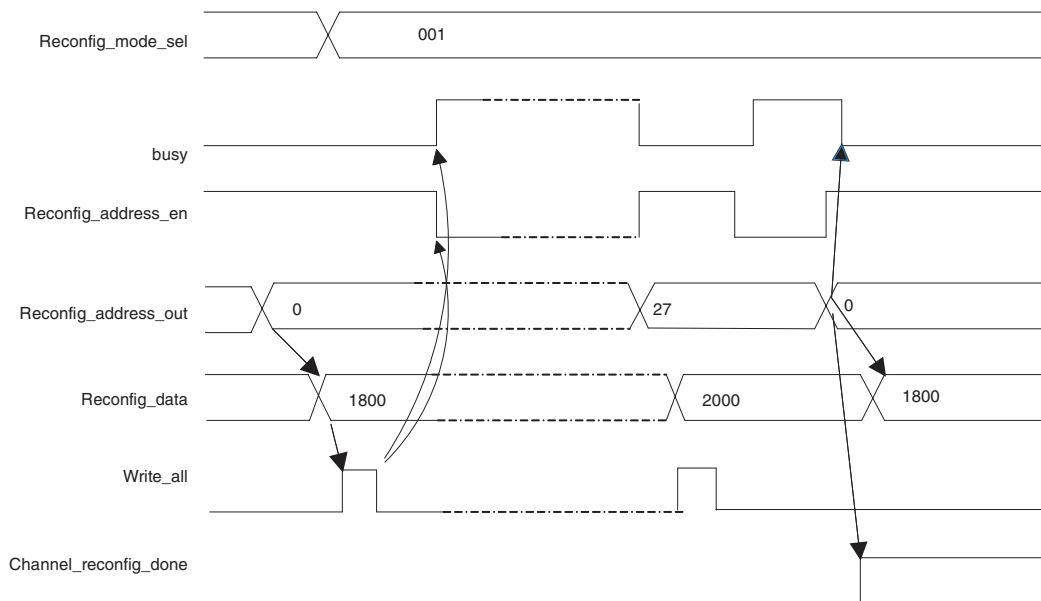 Reconfig_mode_sel 001
busy
Reconfig_address_en
Reconfig_address_out 0 27 0
Reconfig_data 1800 2000 1800
Write_all
Channel_reconfig_done